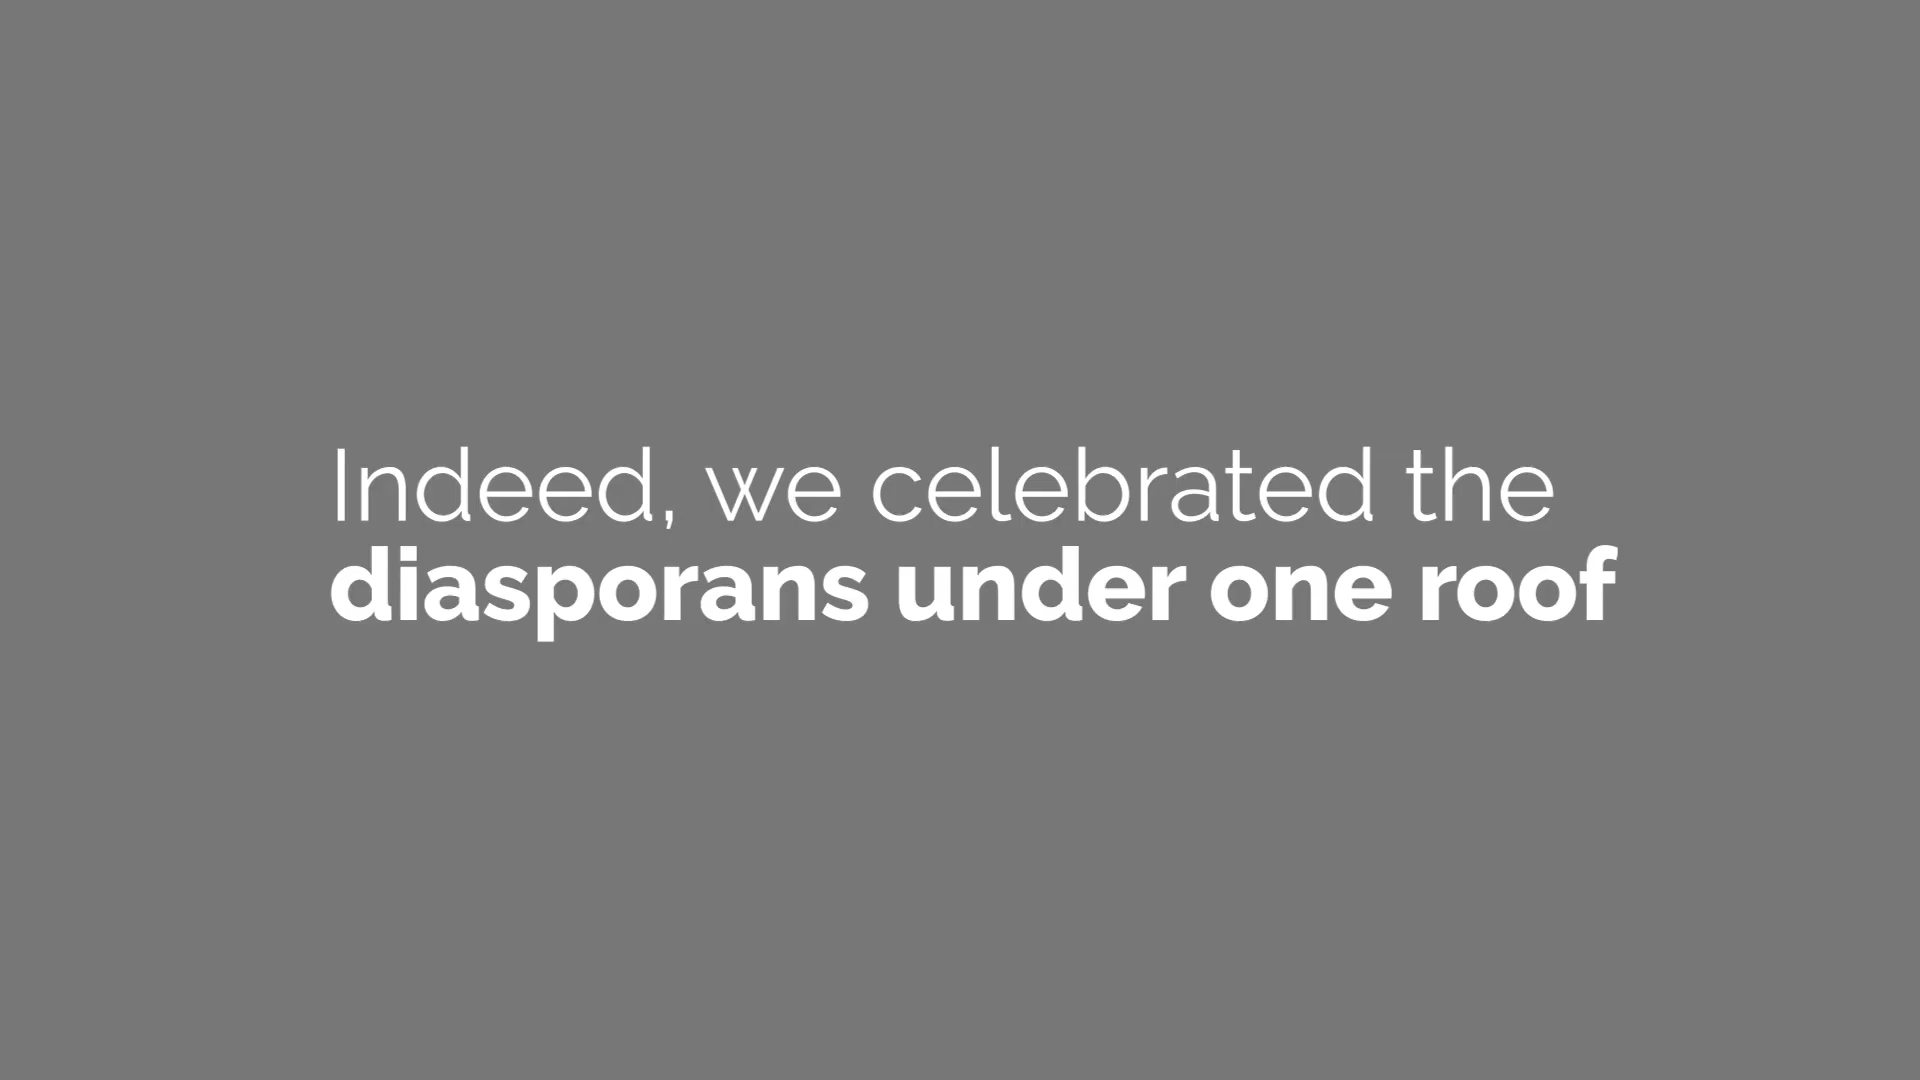 Indeed, we celebrated the
diasporans under one roof